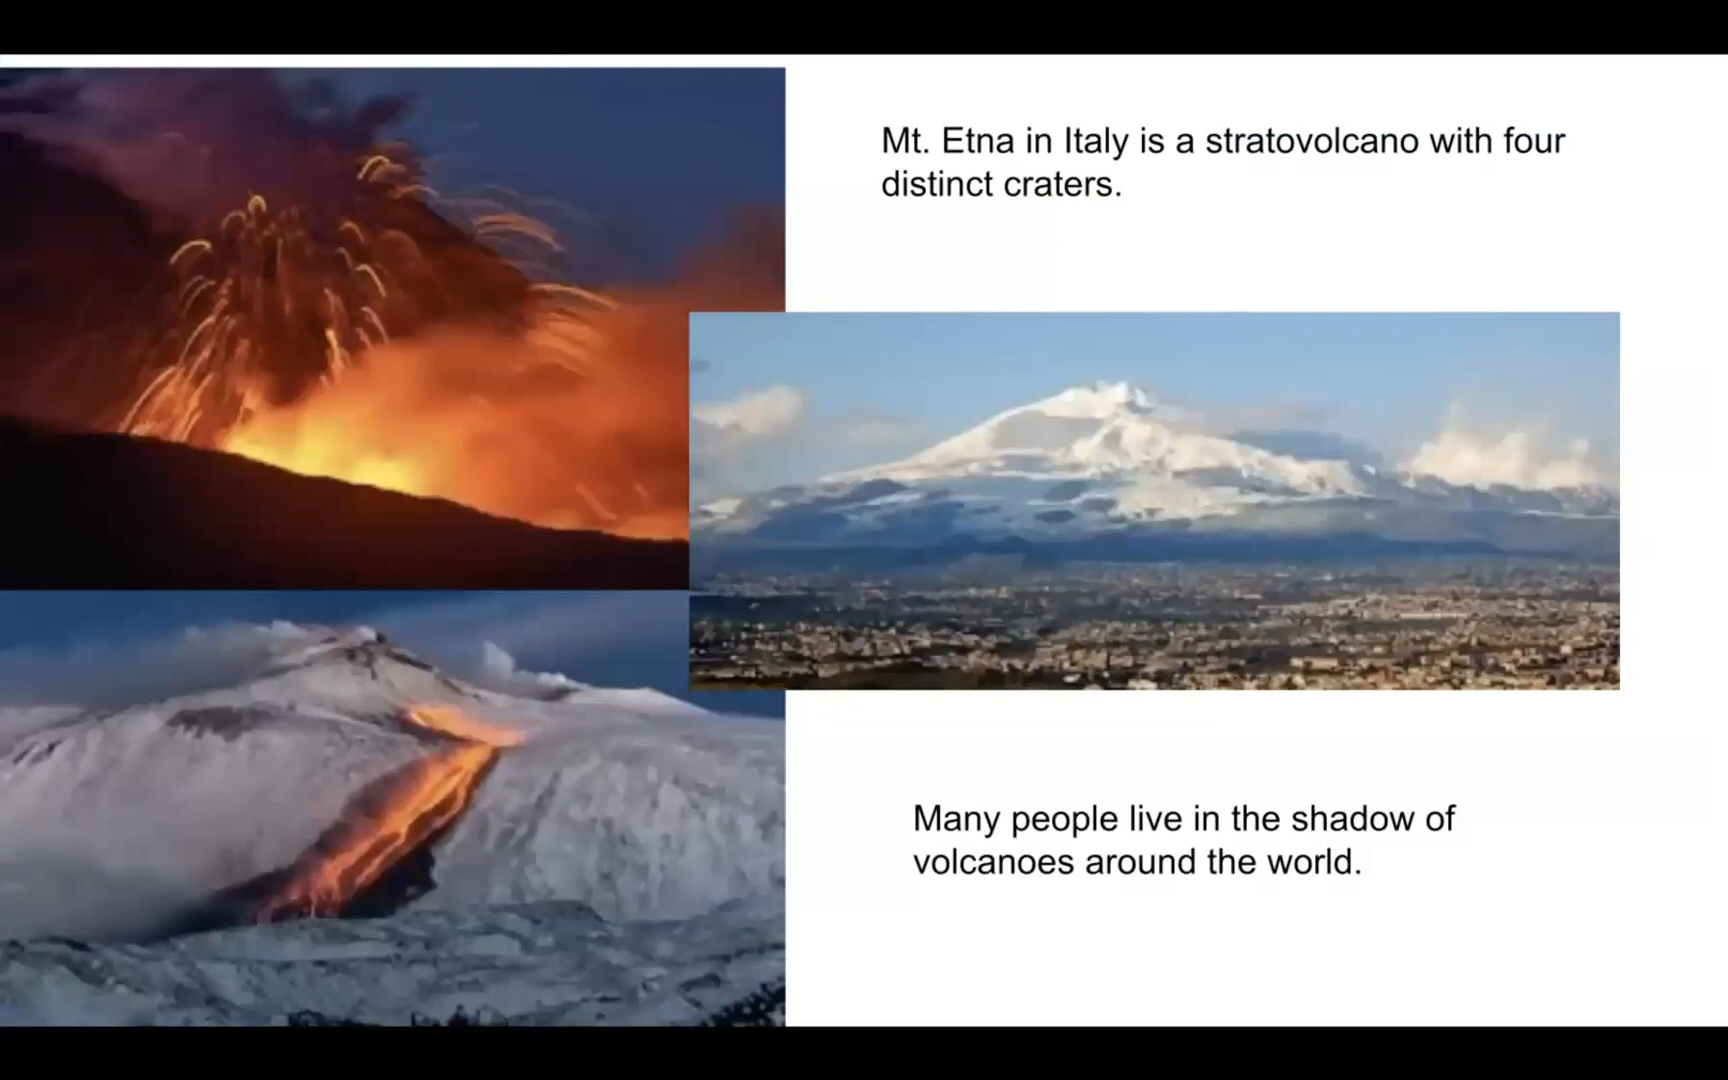 Mt. Etna in Italy is a stratovolcano with four
distinct craters.
Many people live in the shadow of
volcanoes around the world.